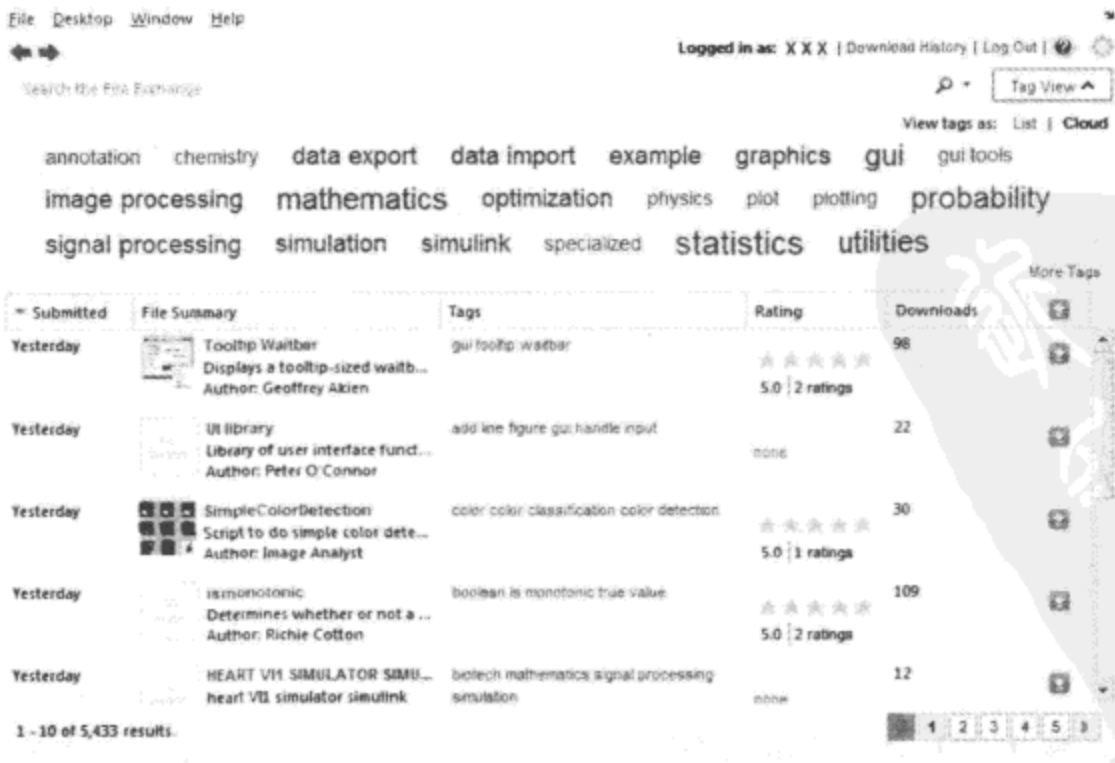 File Desktop Window Help
Logged in as: X X X | Download History | Log Out |
Search the File Exchange
Tag View
View tags as: List | Cloud
annotation chemistry data export data import example graphics gui gui tools
image processing mathematics optimization physics plot plotting probability
signal processing simulation simulink specialized statistics utilities
More Tags
Submitted File Summary Tags Rating Downloads
Yesterday Tooltip Waitbar gui tooltip waitbar 98
Displays a tooltip-sized waitb...
Author: Geoffrey Akien 5.0 2 ratings
Yesterday UI library add line figure gui handle input 22
Library of user interface funct... none
Author: Peter O'Connor
Yesterday SimpleColorDetection color color classification color detection 30
Script to do simple color dete...
Author: Image Analyst 5.0 1 ratings
Yesterday ismonotonic boolean is monotonic true value 109
Determines whether or not a ...
Author: Richie Cotton 5.0 2 ratings
Yesterday HEART SIMULATOR SIMU... biotech mathematics signal processing 12
heart simulator simulink simulation none
1 - 10 of 5,433 results 1 2 3 4 5